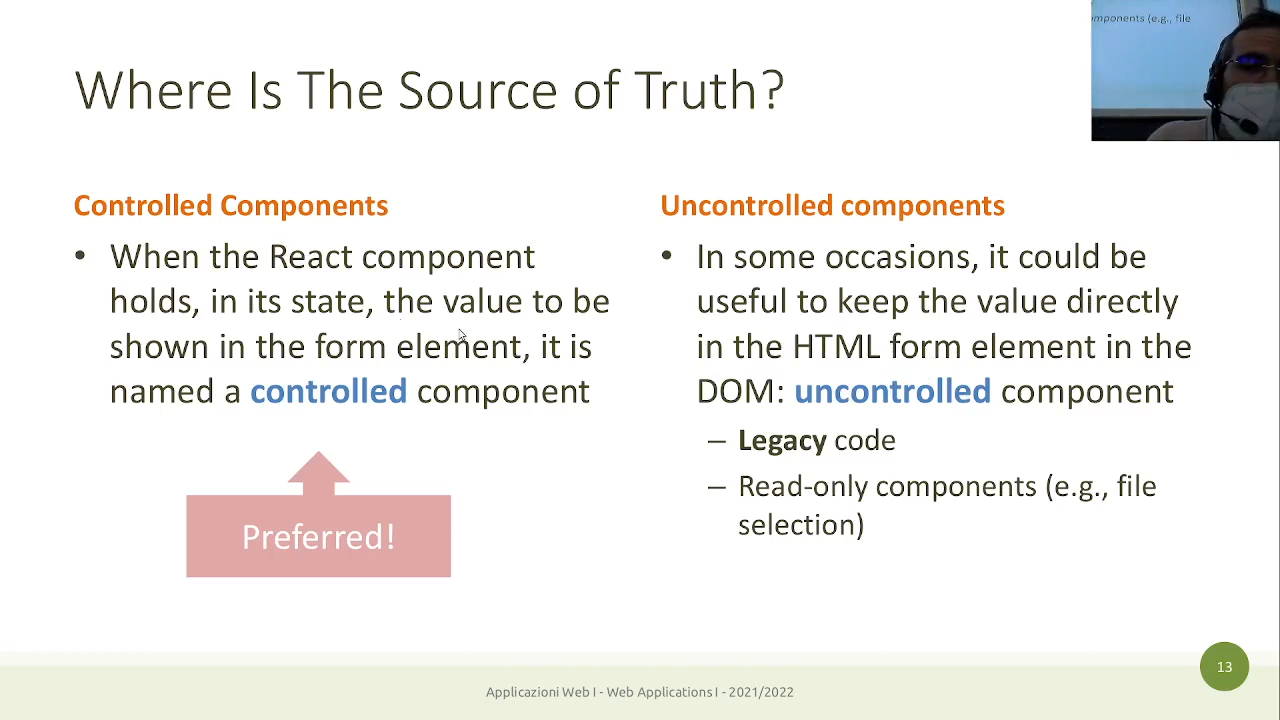 omponents (e.g., file
Where Is The Source of Truth?
Controlled Components
• When the React component
holds, in its state, the value to be
shown in the form element, it is
named a controlled component
Preferred!
Uncontrolled components
• In some occasions, it could be
useful to keep the value directly
in the HTML form element in the
DOM: uncontrolled component
– Legacy code
– Read-only components (e.g., file
selection)
13
Applicazioni Web I - Web Applications I - 2021/2022